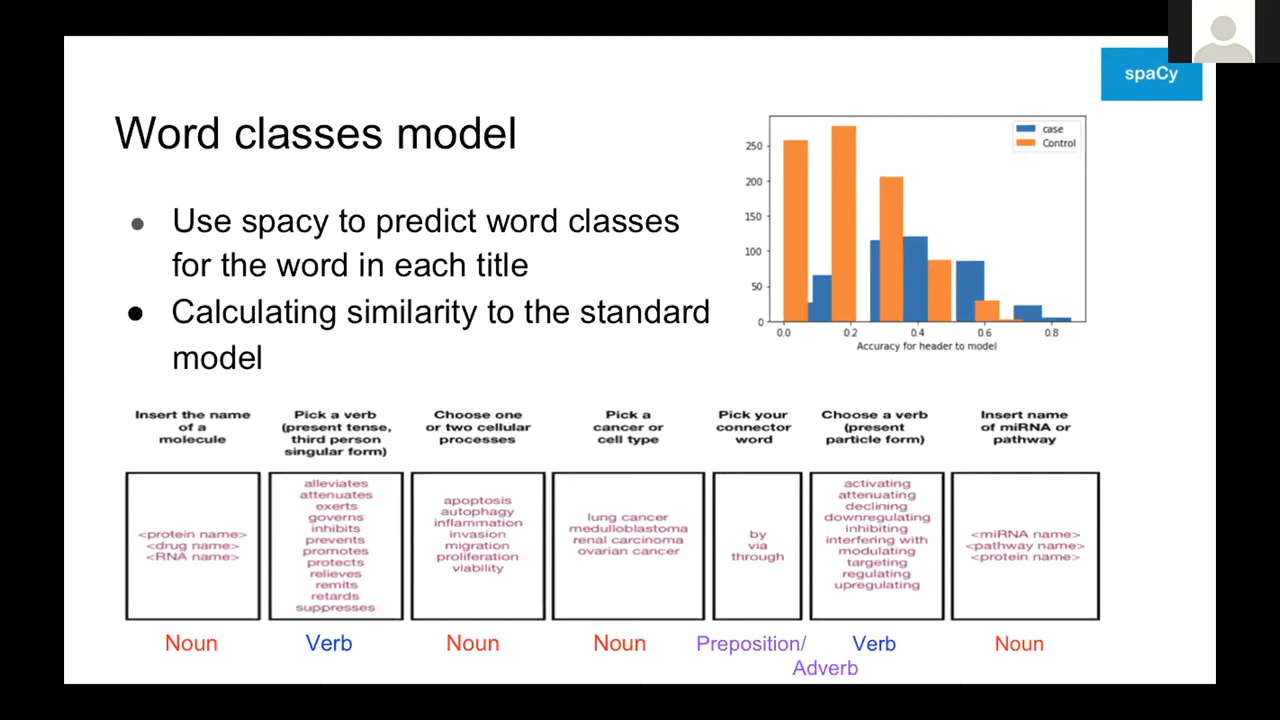 spaCy
Word classes model
Use spacy to predict word classes
for the word in each title
Calculating similarity to the standard
model
case
Control
250
200
150
100
50
0
0.0 0.2 0.4 0.6 0.8
Accuracy for header to model
Insert the name
of a
molecule
Pick a verb
(present tense,
third person
singular form)
Choose one
or two cellular
processes
Pick a
cancer or
cell type
Pick your
connector
word
Choose a verb
(present
particle form)
Insert name
of miRNA or
pathway
<protein name>
<drug name>
<RNA name>
alleviates
attenuates
exerts
governs
inhibits
prevents
promotes
protects
relieves
remits
retards
suppresses
apoptosis
autophagy
inflammation
invasion
migration
proliferation
viability
lung cancer
medulloblastoma
renal carcinoma
ovarian cancer
by
via
through
activating
attenuating
declining
downregulating
inhibiting
interfering with
modulating
targeting
regulating
upregulating
<miRNA name>
<pathway name>
<protein name>
Noun
Verb
Noun
Noun
Preposition/
Adverb
Verb
Noun